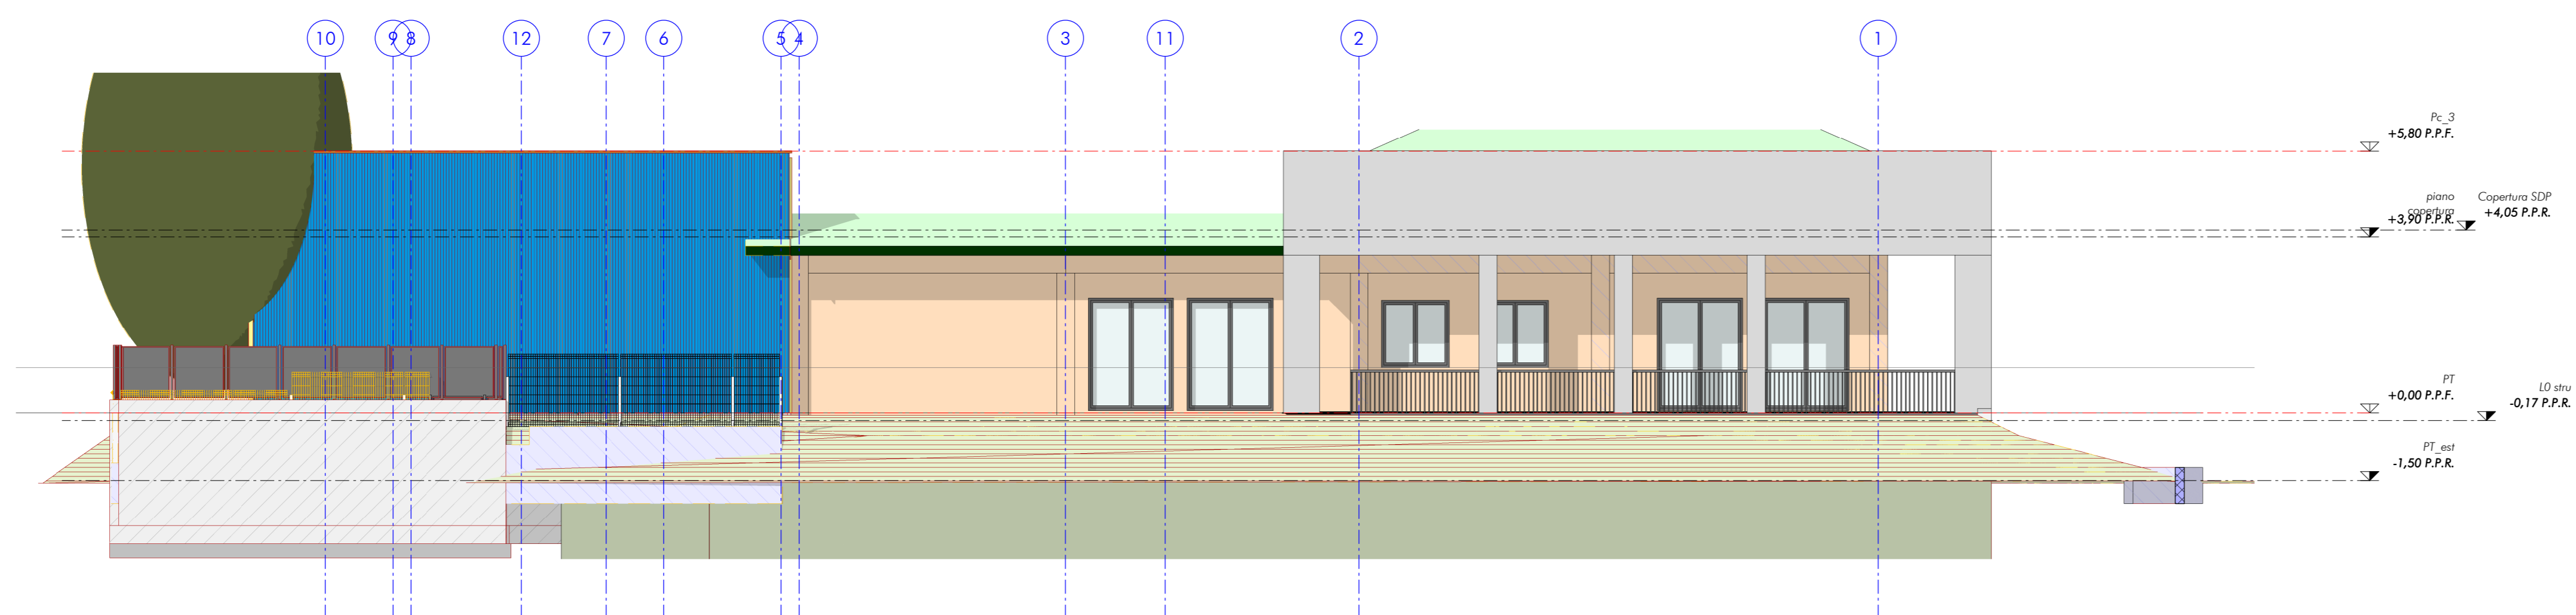 10 9 8 12 7 6 5 4 3 11 2 1
Pc_3
+5,80 P.P.F.
piano
copertura
+3,90 P.P.R.
Copertura SDP
+4,05 P.P.R.
PT
+0,00 P.P.F.
L0 stru
-0,17 P.P.R.
PT_est
-1,50 P.P.R.